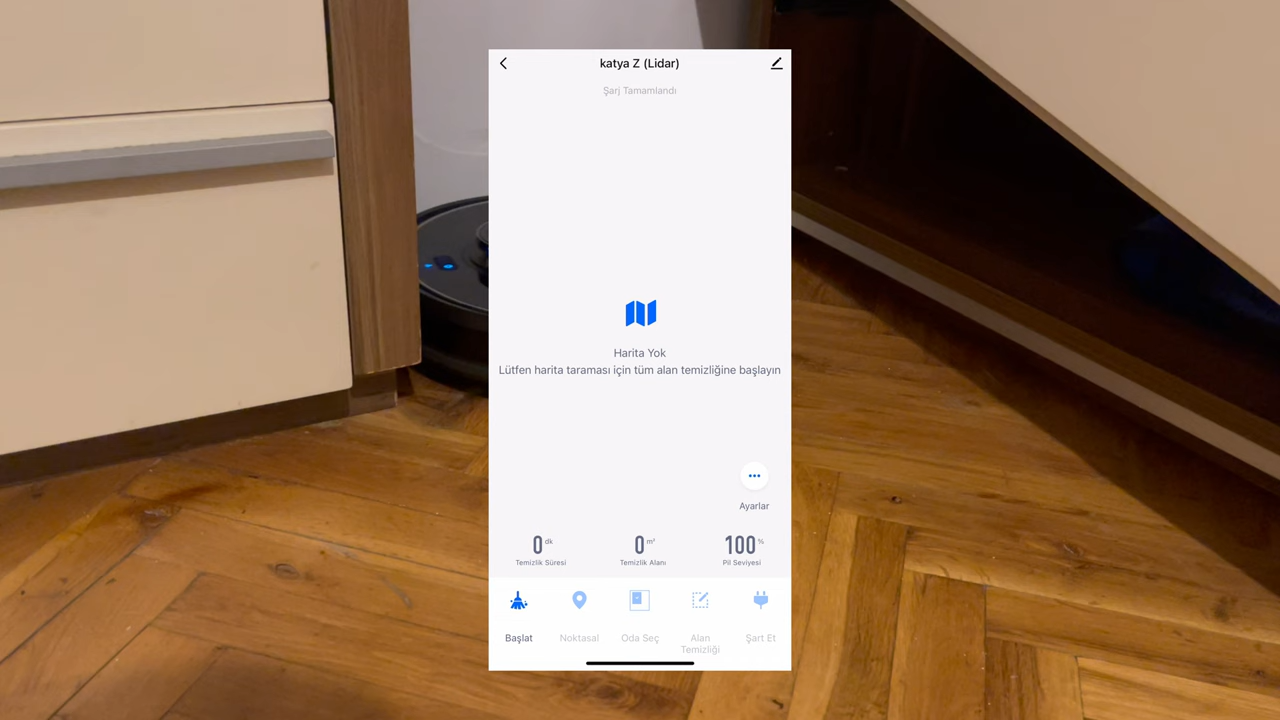 katya Z (Lidar)
Şarj Tamamlandı
Harita Yok
Lütfen harita taraması için tüm alan temizliğine başlayın
Ayarlar
0 dk
Temizlik Süresi
0 m²
Temizlik Alanı
100 %
Pil Seviyesi
Başlat
Noktasal
Oda Seç
Alan
Temizliği
Şart Et